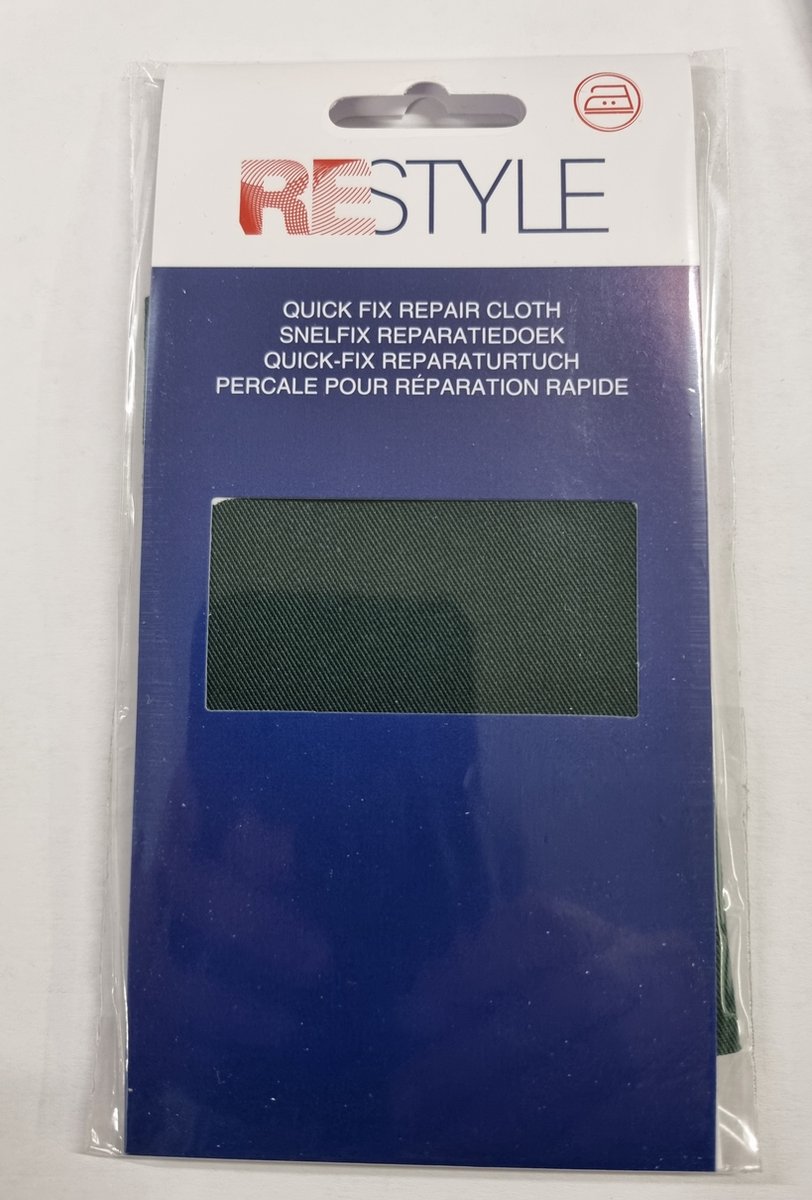 RESTYLE
QUICK FIX REPAIR CLOTH
SNELFIX REPARATIEDOEK
QUICK-FIX REPARATURTUCH
PERCALE POUR RÉPARATION RAPIDE